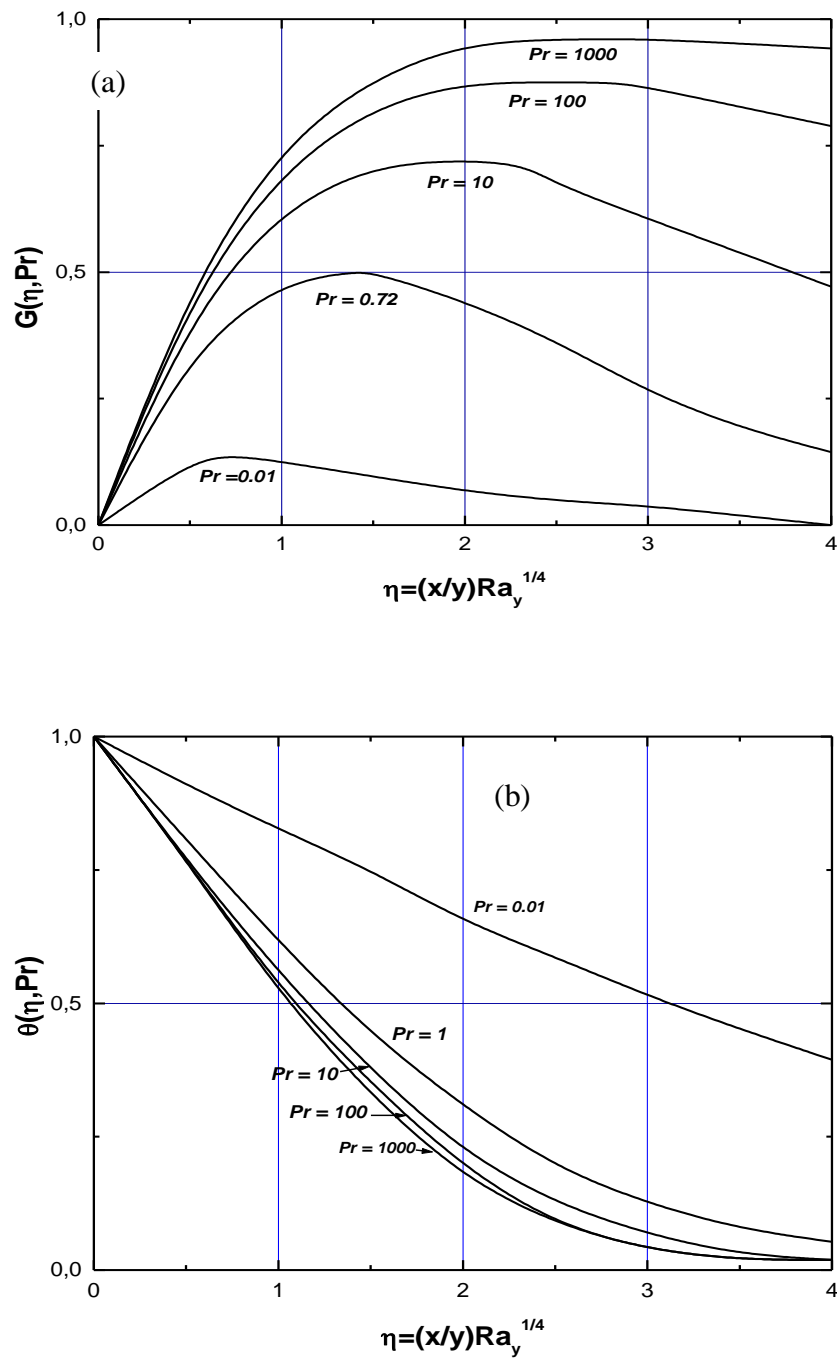 1,0
(a)
Pr = 1000
Pr = 100
Pr = 10
0,5
Pr = 0.72
G(η,Pr)
Pr =0.01
0,0
0 1 2 3 4
η=(x/y)Ra_y^1/4
1,0
(b)
Pr = 0.01
0,5
θ(η,Pr)
Pr = 1
Pr = 10
Pr = 100
Pr = 1000
0,0
0 1 2 3 4
η=(x/y)Ra_y^1/4